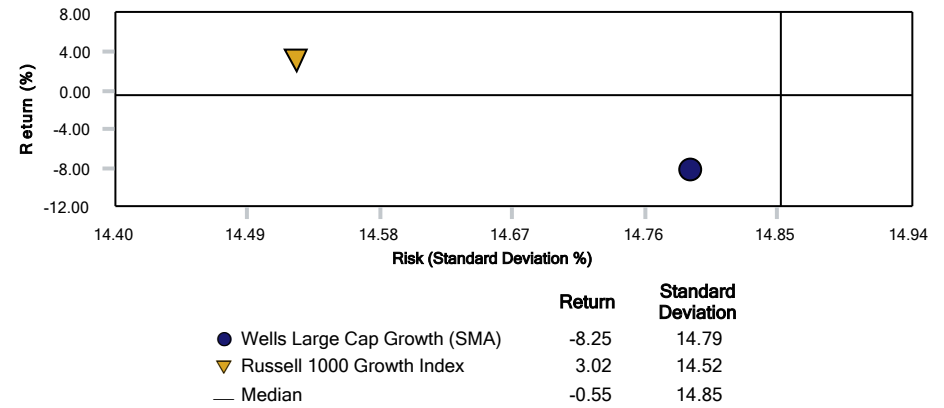 8.00
4.00
0.00
-4.00
-8.00
-12.00
Return (%)
14.40 14.49 14.58 14.67 14.76 14.85 14.94
Risk (Standard Deviation %)
Return Standard Deviation
Wells Large Cap Growth (SMA) -8.25 14.79
Russell 1000 Growth Index 3.02 14.52
Median -0.55 14.85